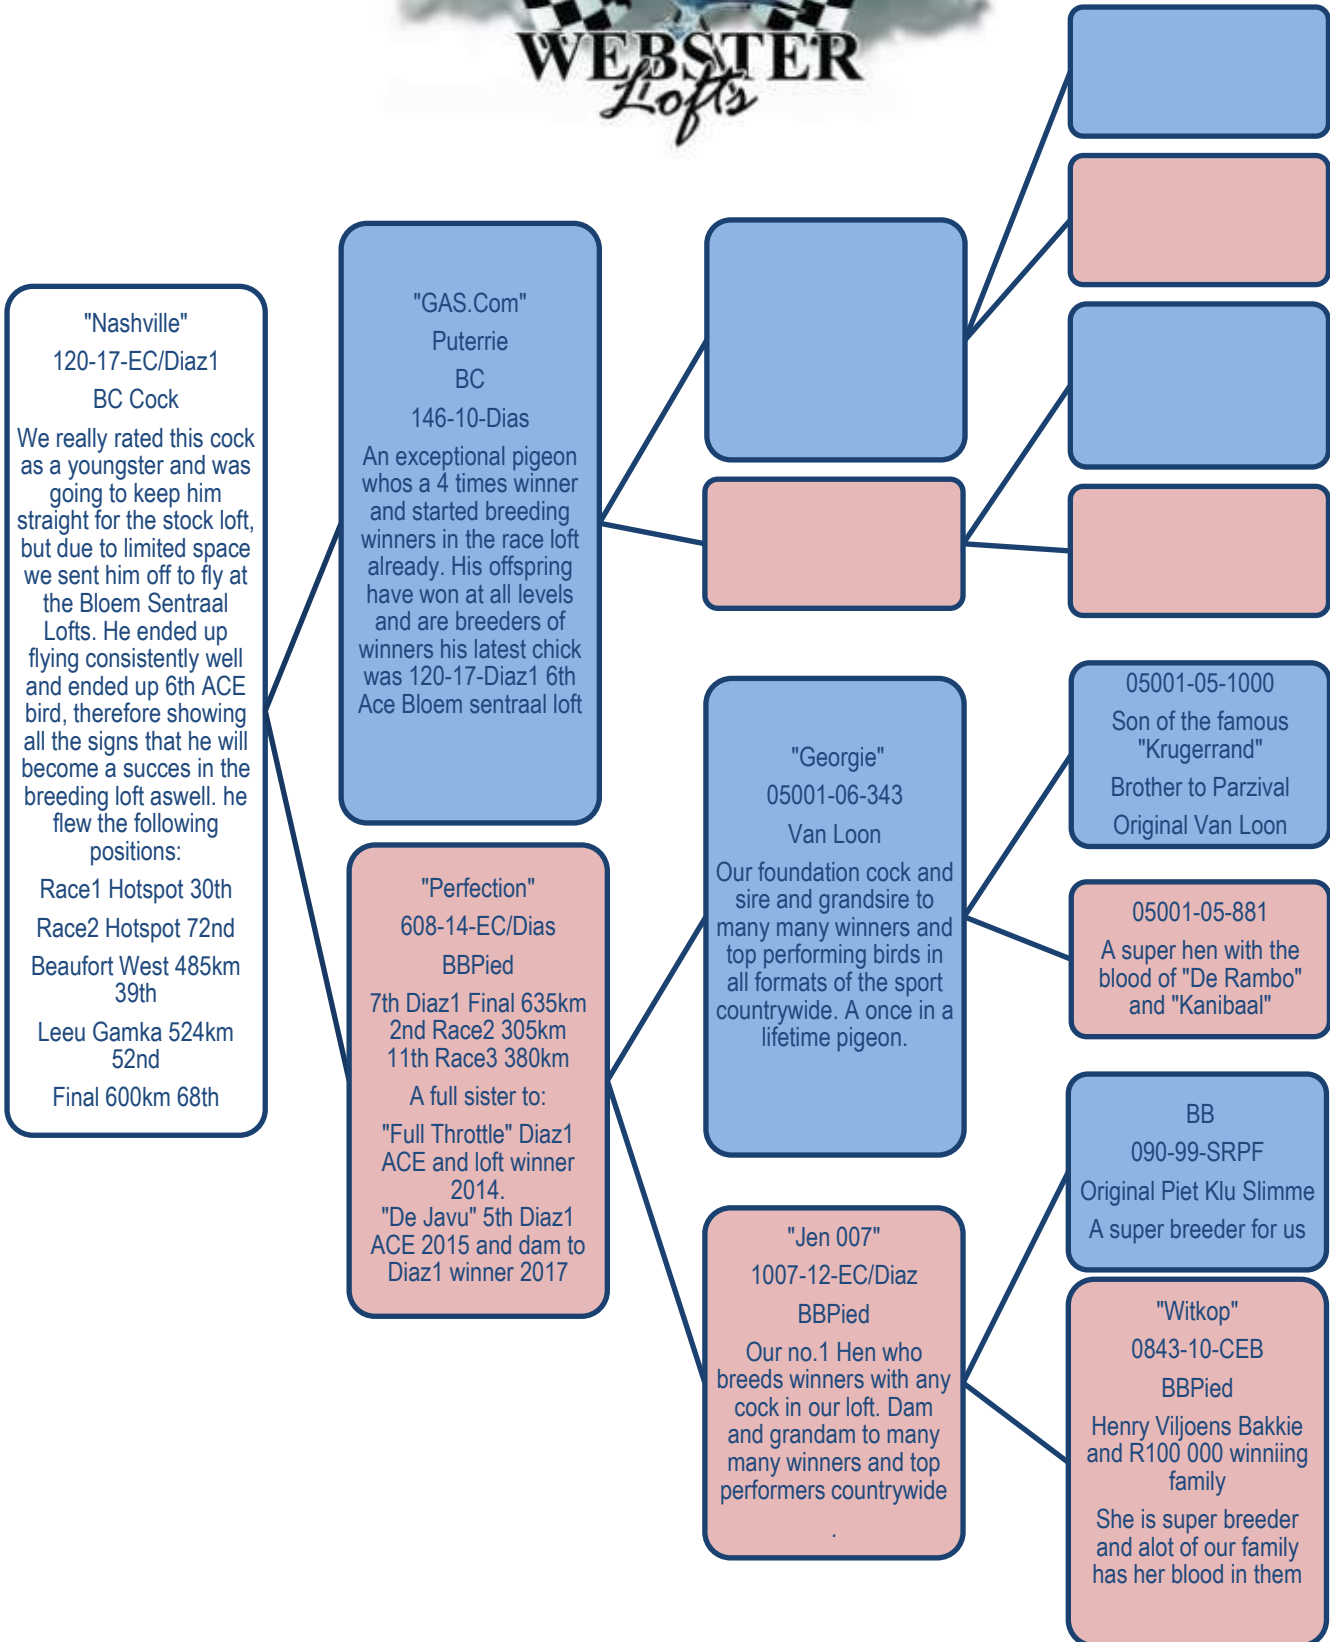 WEBSTER
Lofts
"Nashville"
120-17-EC/Diaz1
BC Cock
We really rated this cock
as a youngster and was
going to keep him
straight for the stock loft,
but due to limited space
we sent him off to fly at
the Bloem Sentraal
Lofts. He ended up
flying consistently well
and ended up 6th ACE
bird, therefore showing
all the signs that he will
become a succes in the
breeding loft aswell. he
flew the following
positions:
Race1 Hotspot 30th
Race2 Hotspot 72nd
Beaufort West 485km
39th
Leeu Gamka 524km
52nd
Final 600km 68th
"GAS.Com"
Puterrie
BC
146-10-Dias
An exceptional pigeon
whos a 4 times winner
and started breeding
winners in the race loft
already. His offspring
have won at all levels
and are breeders of
winners his latest chick
was 120-17-Diaz1 6th
Ace Bloem sentraal loft
"Perfection"
608-14-EC/Dias
BBPied
7th Diaz1 Final 635km
2nd Race2 305km
11th Race3 380km
A full sister to:
"Full Throttle" Diaz1
ACE and loft winner
2014.
"De Javu" 5th Diaz1
ACE 2015 and dam to
Diaz1 winner 2017
"Georgie"
05001-06-343
Van Loon
Our foundation cock and
sire and grandsire to
many many winners and
top performing birds in
all formats of the sport
countrywide. A once in a
lifetime pigeon.
"Jen 007"
1007-12-EC/Diaz
BBPied
Our no.1 Hen who
breeds winners with any
cock in our loft. Dam
and grandam to many
many winners and top
performers countrywide
.
05001-05-1000
Son of the famous
"Krugerrand"
Brother to Parzival
Original Van Loon
05001-05-881
A super hen with the
blood of "De Rambo"
and "Kanibaal"
BB
090-99-SRPF
Original Piet Klu Slimme
A super breeder for us
"Witkop"
0843-10-CEB
BBPied
Henry Viljoens Bakkie
and R100 000 winniing
family
She is super breeder
and alot of our family
has her blood in them